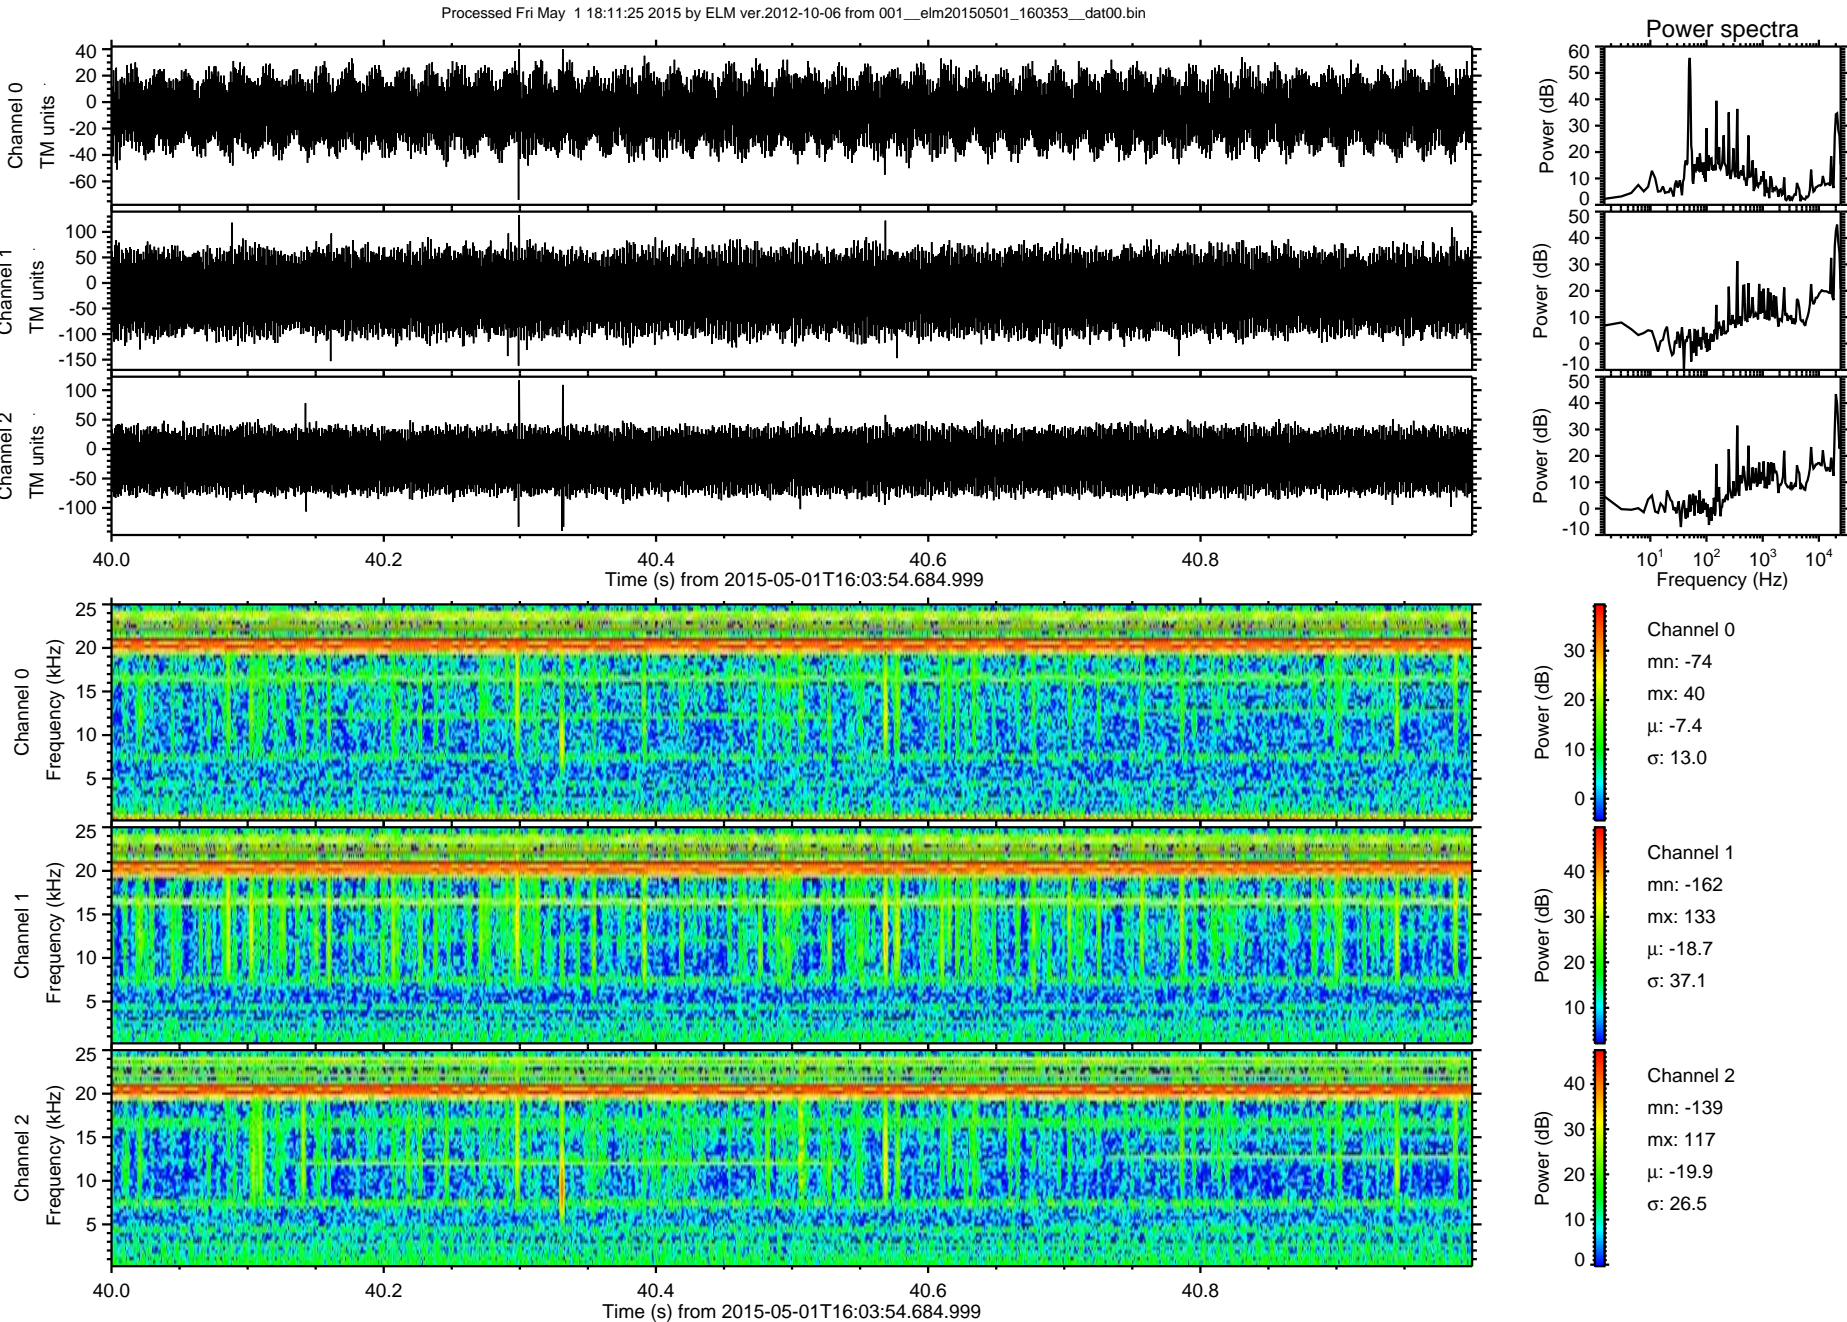 Processed Fri May  1 18:11:25 2015 by ELM ver.2012-10-06 from 001__elm20150501_160353__dat00.bin
Power spectra
Channel 0
TM units
40
20
0
-20
-40
-60
Power (dB)
60
50
40
30
20
10
0
Channel 1
TM units
100
50
0
-50
-100
-150
Power (dB)
50
40
30
20
10
0
-10
Channel 2
TM units
100
50
0
-50
-100
Power (dB)
50
40
30
20
10
0
-10
40.0 40.2 40.4 40.6 40.8
Time (s) from 2015-05-01T16:03:54.684.999
10¹ 10² 10³ 10⁴
Frequency (Hz)
Channel 0
Frequency (kHz)
25
20
15
10
5
Power (dB)
30
20
10
0
Channel 0
mn: -74
mx: 40
μ: -7.4
σ: 13.0
Channel 1
Frequency (kHz)
25
20
15
10
5
Power (dB)
40
30
20
10
Channel 1
mn: -162
mx: 133
μ: -18.7
σ: 37.1
Channel 2
Frequency (kHz)
25
20
15
10
5
Power (dB)
40
30
20
10
0
Channel 2
mn: -139
mx: 117
μ: -19.9
σ: 26.5
40.0 40.2 40.4 40.6 40.8
Time (s) from 2015-05-01T16:03:54.684.999